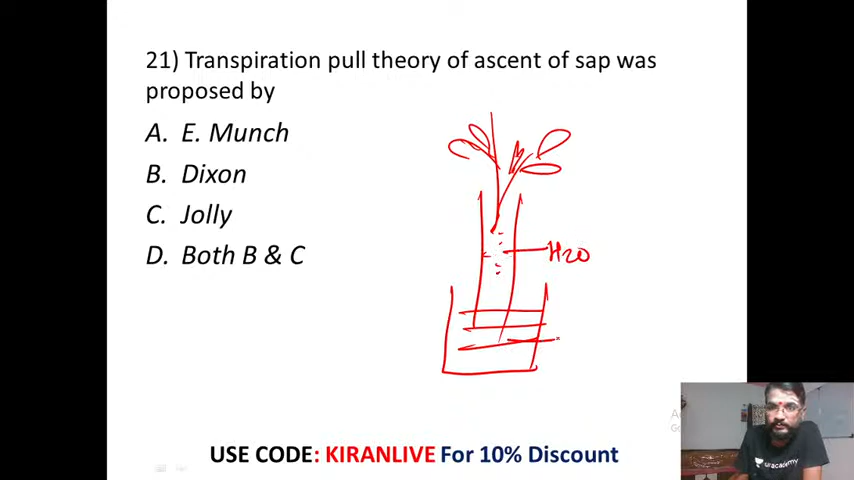 21) Transpiration pull theory of ascent of sap was
proposed by
A. E. Munch
B. Dixon
C. Jolly
D. Both B & C
H2O
USE CODE: KIRANLIVE For 10% Discount
unacademy